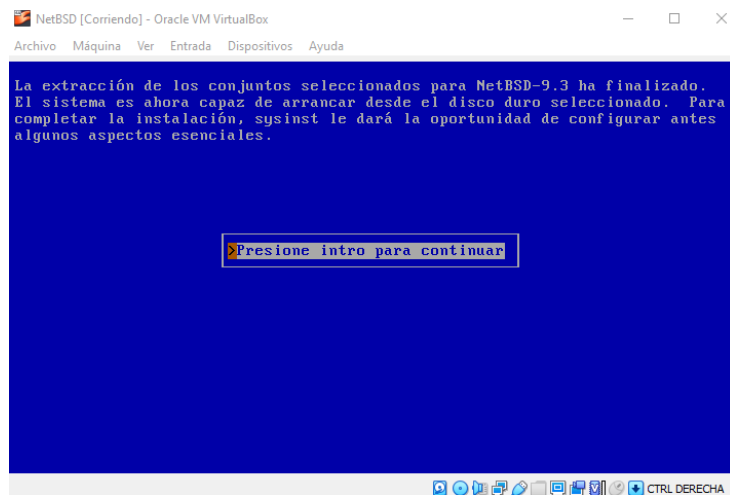 NetBSD [Corriendo] - Oracle VM VirtualBox
Archivo Máquina Ver Entrada Dispositivos Ayuda
La extracción de los conjuntos seleccionados para NetBSD-9.3 ha finalizado.
El sistema es ahora capaz de arrancar desde el disco duro seleccionado. Para
completar la instalación, sysinst le dará la oportunidad de configurar antes
algunos aspectos esenciales.
>Presione intro para continuar
CTRL DERECHA